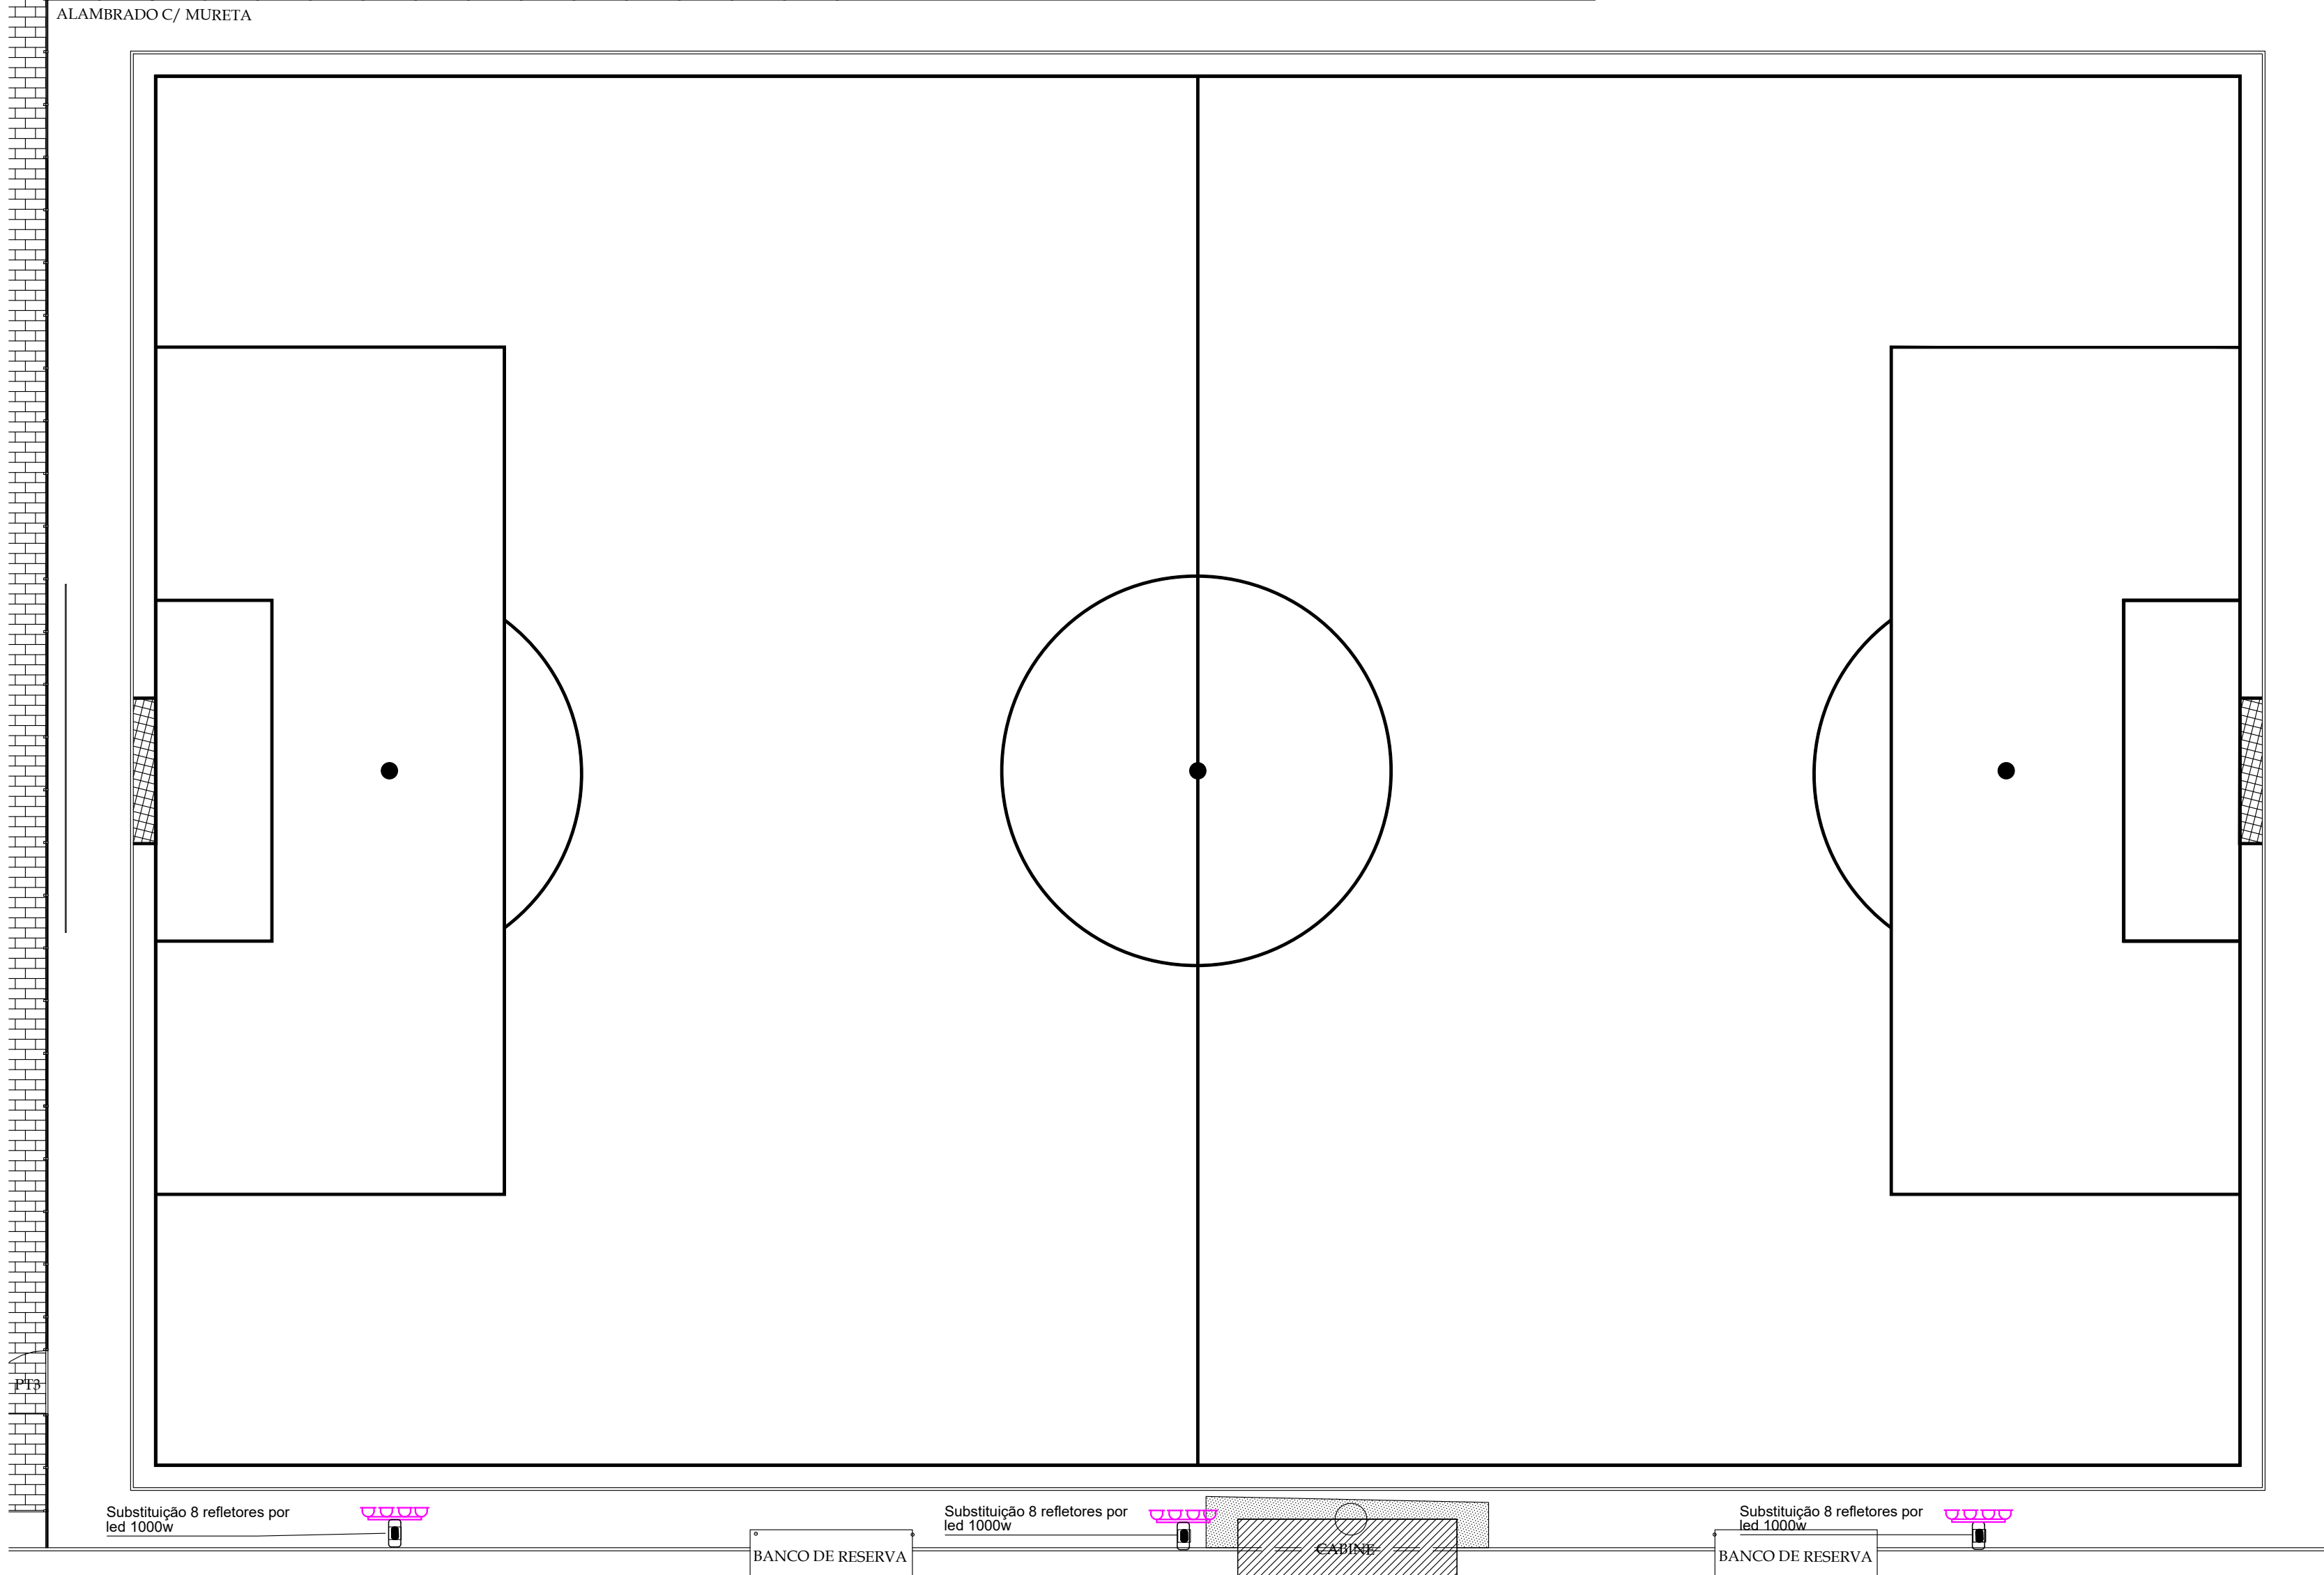 ALAMBRADO C/ MURETA
PT3
Substituição 8 refletores por
led 1000w
BANCO DE RESERVA
Substituição 8 refletores por
led 1000w
CABINE
Substituição 8 refletores por
led 1000w
BANCO DE RESERVA